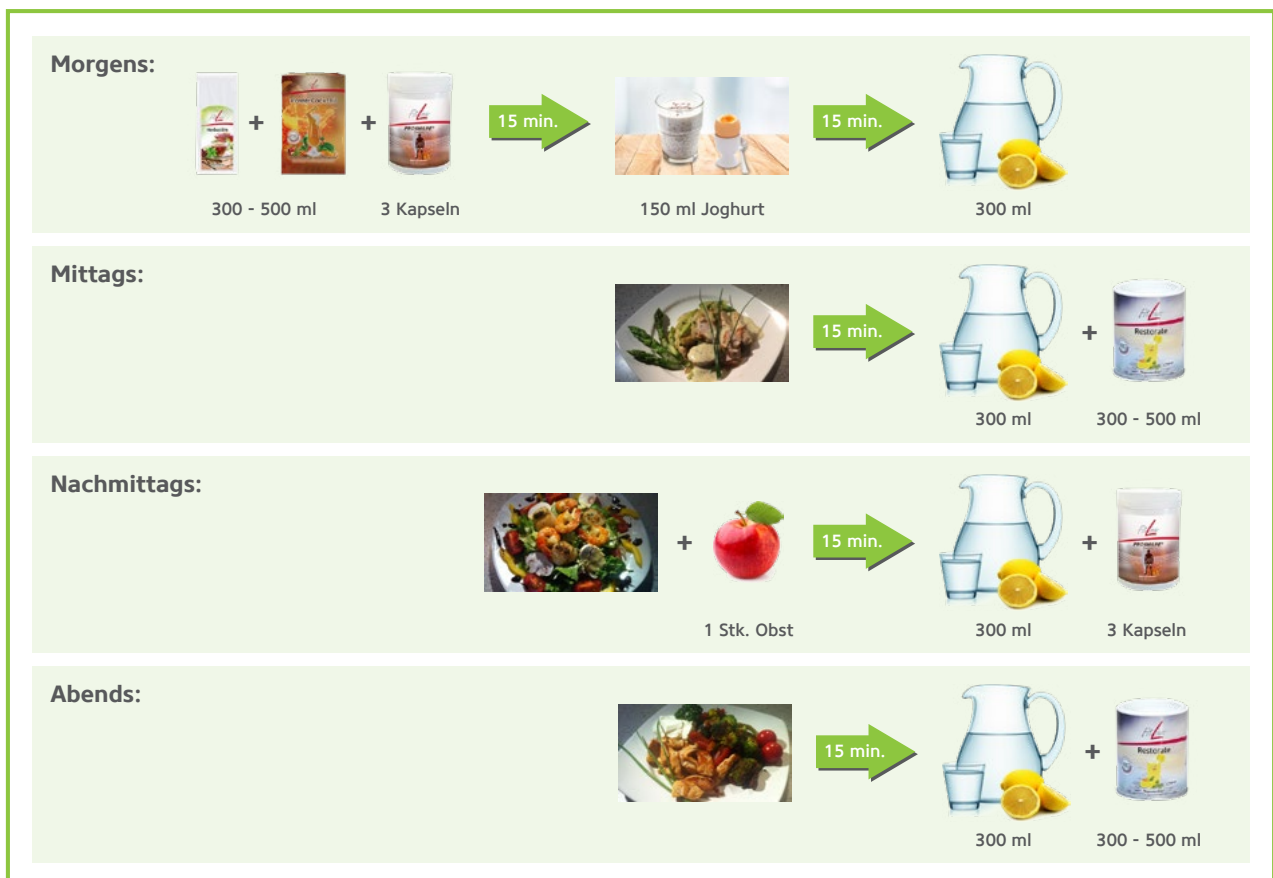 Morgens:
15 min.
15 min.
300 - 500 ml
3 Kapseln
150 ml Joghurt
300 ml
Mittags:
15 min.
Restorate
300 ml
300 - 500 ml
Nachmittags:
15 min.
1 Stk. Obst
300 ml
3 Kapseln
Abends:
15 min.
Restorate
300 ml
300 - 500 ml